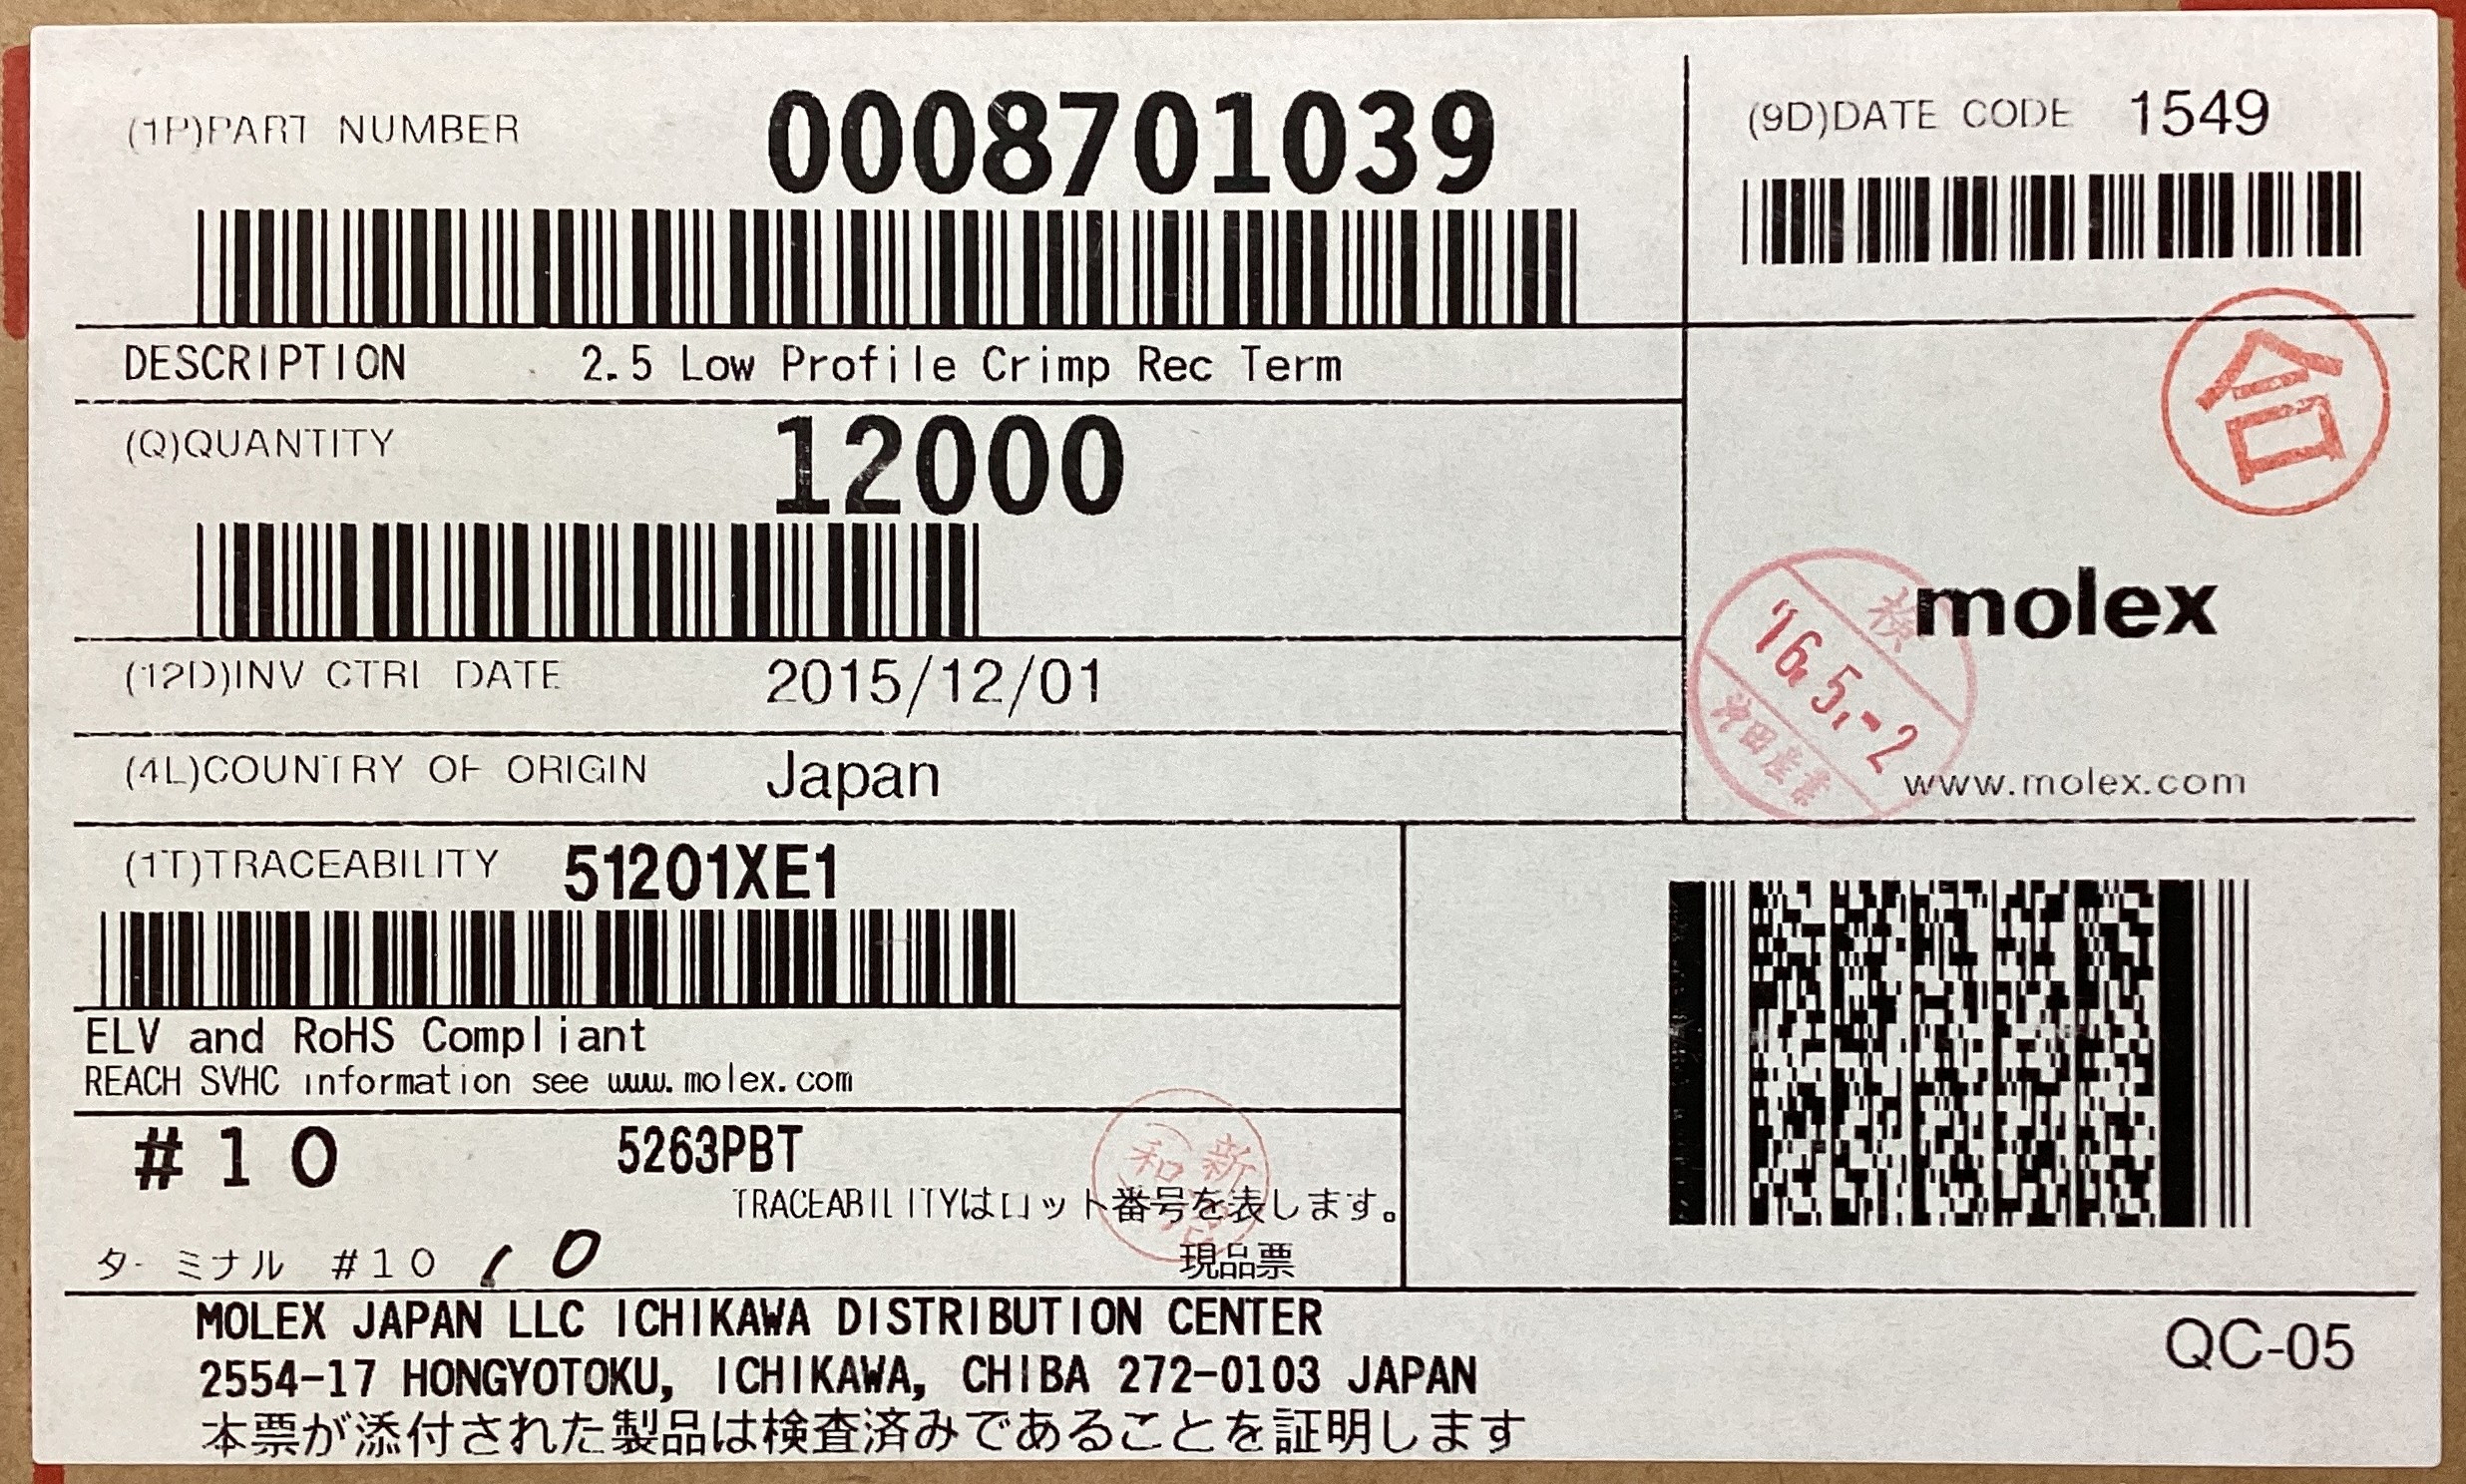 (1P)PART NUMBER 0008701039
(9D)DATE CODE 1549
DESCRIPTION 2.5 Low Profile Crimp Rec Term
合
(Q)QUANTITY 12000
molex
検
'16.5.-2
(12D)INV CTRL DATE 2015/12/01
(4L)COUNTRY OF ORIGIN Japan
www.molex.com
(1T)TRACEABILITY 51201XE1
ELV and RoHS Compliant
REACH SVHC information see www.molex.com
#10 5263PBT
TRACEABILITYはロット番号を表します。
ターミナル #10 10
現品票
MOLEX JAPAN LLC ICHIKAWA DISTRIBUTION CENTER
2554-17 HONGYOTOKU, ICHIKAWA, CHIBA 272-0103 JAPAN
QC-05
本票が添付された製品は検査済みであることを証明します